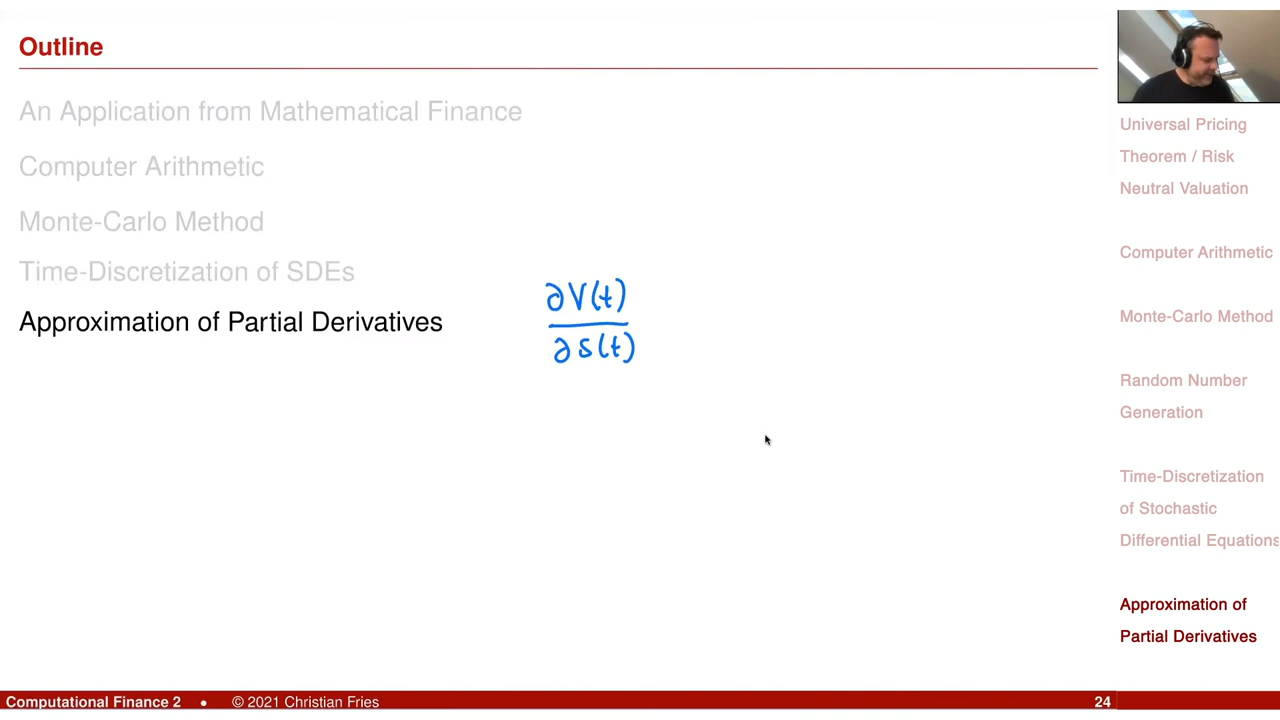 Outline
An Application from Mathematical Finance
Computer Arithmetic
Monte-Carlo Method
Time-Discretization of SDEs
Approximation of Partial Derivatives
∂V(t)
∂S(t)
Universal Pricing
Theorem / Risk
Neutral Valuation
Computer Arithmetic
Monte-Carlo Method
Random Number
Generation
Time-Discretization
of Stochastic
Differential Equations
Approximation of
Partial Derivatives
Computational Finance 2 • © 2021 Christian Fries 24